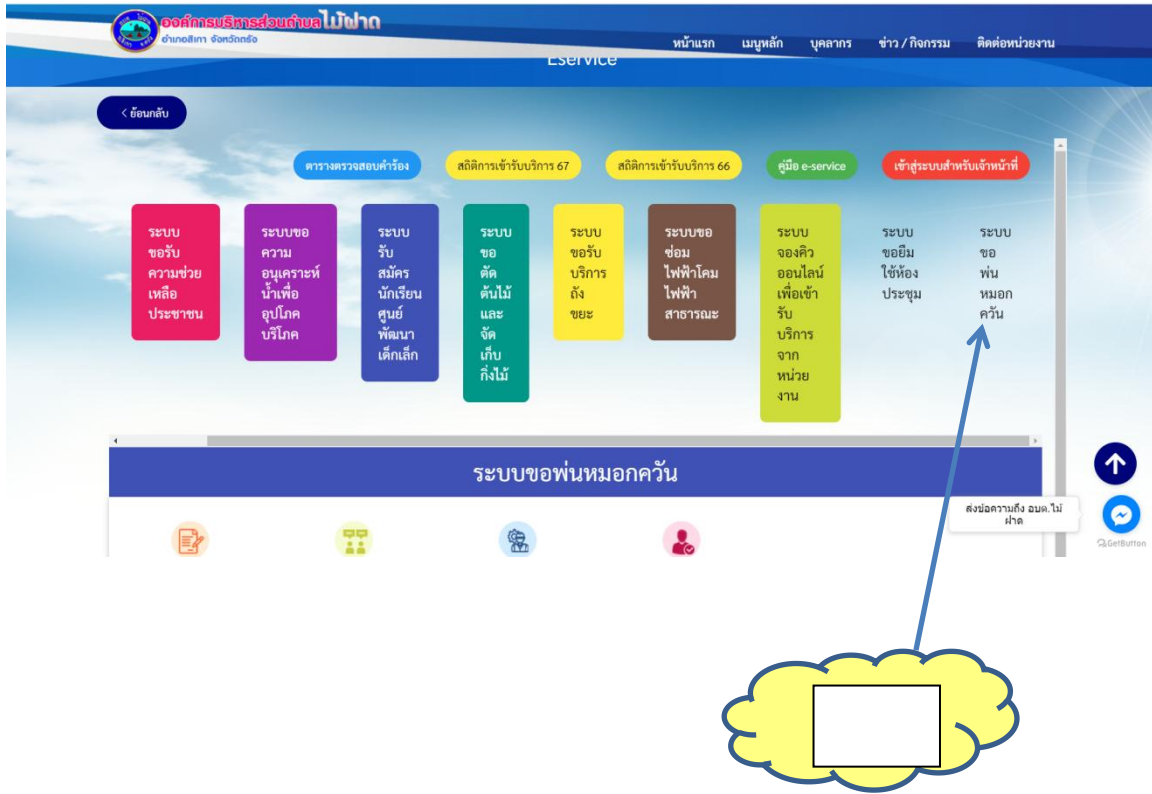 องค์การบริหารส่วนตำบลไม้ฝาด
อำเภอสิเกา จังหวัดตรัง
หน้าแรก เมนูหลัก บุคลากร ข่าว / กิจกรรม ติดต่อหน่วยงาน
Eservice
< ย้อนกลับ
ตารางตรวจสอบคำร้อง สถิติการเข้ารับบริการ 67 สถิติการเข้ารับบริการ 66 คู่มือ e-service เข้าสู่ระบบสำหรับเจ้าหน้าที่
ระบบ
ขอรับ
ความช่วย
เหลือ
ประชาชน
ระบบขอ
ความ
อนุเคราะห์
น้ำเพื่อ
อุปโภค
บริโภค
ระบบ
รับ
สมัคร
นักเรียน
ศูนย์
พัฒนา
เด็กเล็ก
ระบบ
ขอ
ตัด
ต้นไม้
และ
จัด
เก็บ
กิ่งไม้
ระบบ
ขอรับ
บริการ
ถัง
ขยะ
ระบบขอ
ซ่อม
ไฟฟ้าโคม
ไฟฟ้า
สาธารณะ
ระบบ
จองคิว
ออนไลน์
เพื่อเข้า
รับ
บริการ
จาก
หน่วย
งาน
ระบบ
ขอยืม
ใช้ห้อง
ประชุม
ระบบ
ขอ
พ่น
หมอก
ควัน
ระบบขอพ่นหมอกควัน
ส่งข้อความถึง อบต.ไม้
ฝาด
GetButton